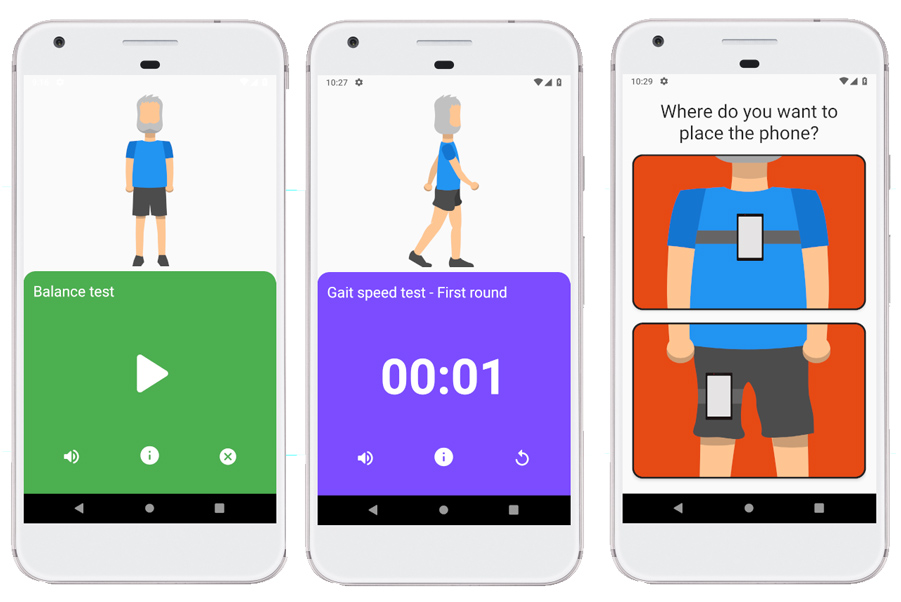 Balance test
10:27
Gait speed test - First round
00:01
10:29
Where do you want to
place the phone?